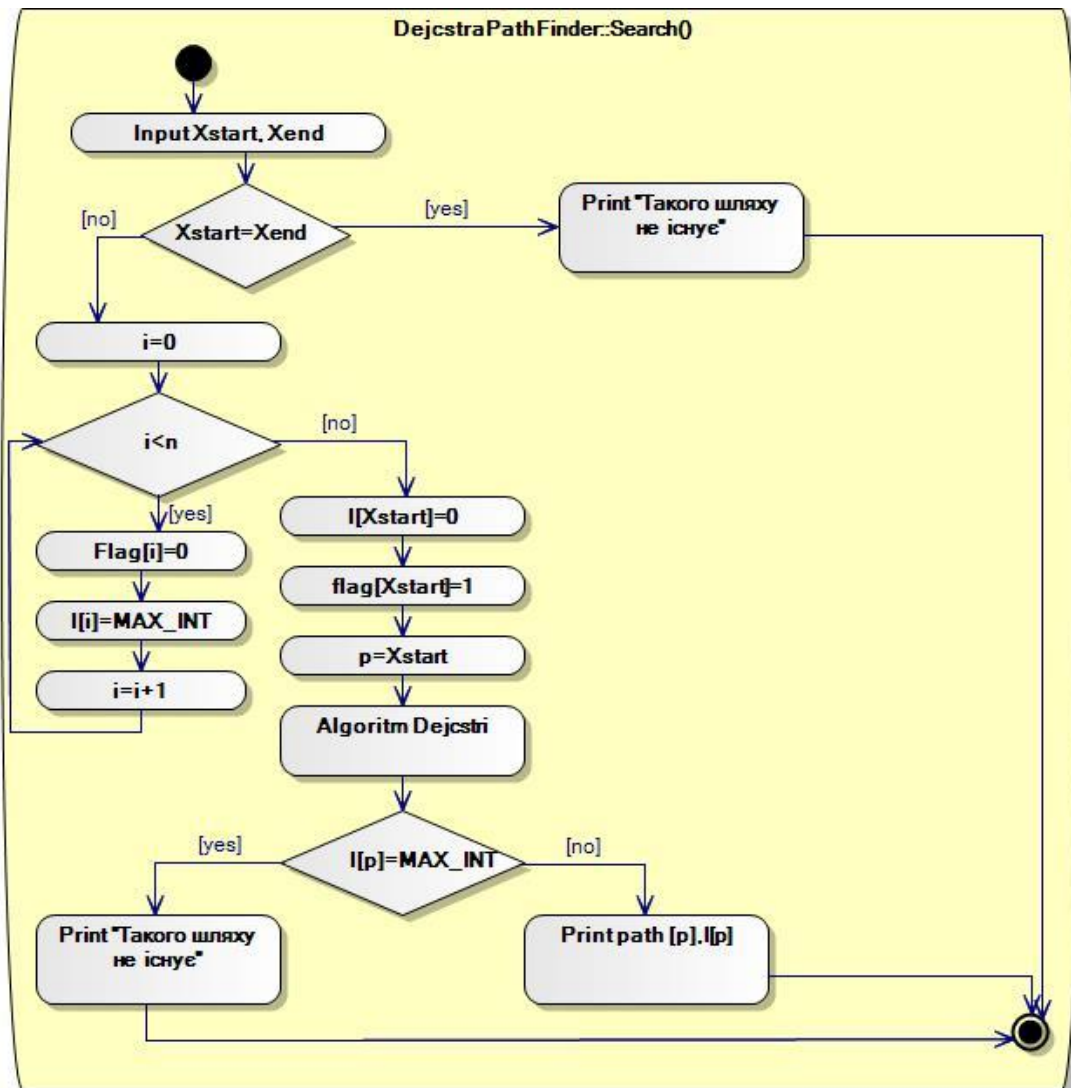 DejcstraPathFinder::Search()
Input Xstart, Xend
Xstart=Xend
[no]
[yes]
Print "Такого шляху
не існує"
i=0
i<n
[no]
[yes]
Flag[i]=0
l[i]=MAX_INT
i=i+1
l[Xstart]=0
flag[Xstart]=1
p=Xstart
Algoritm Dejcstri
l[p]=MAX_INT
[yes]
[no]
Print "Такого шляху
не існує"
Print path [p],l[p]